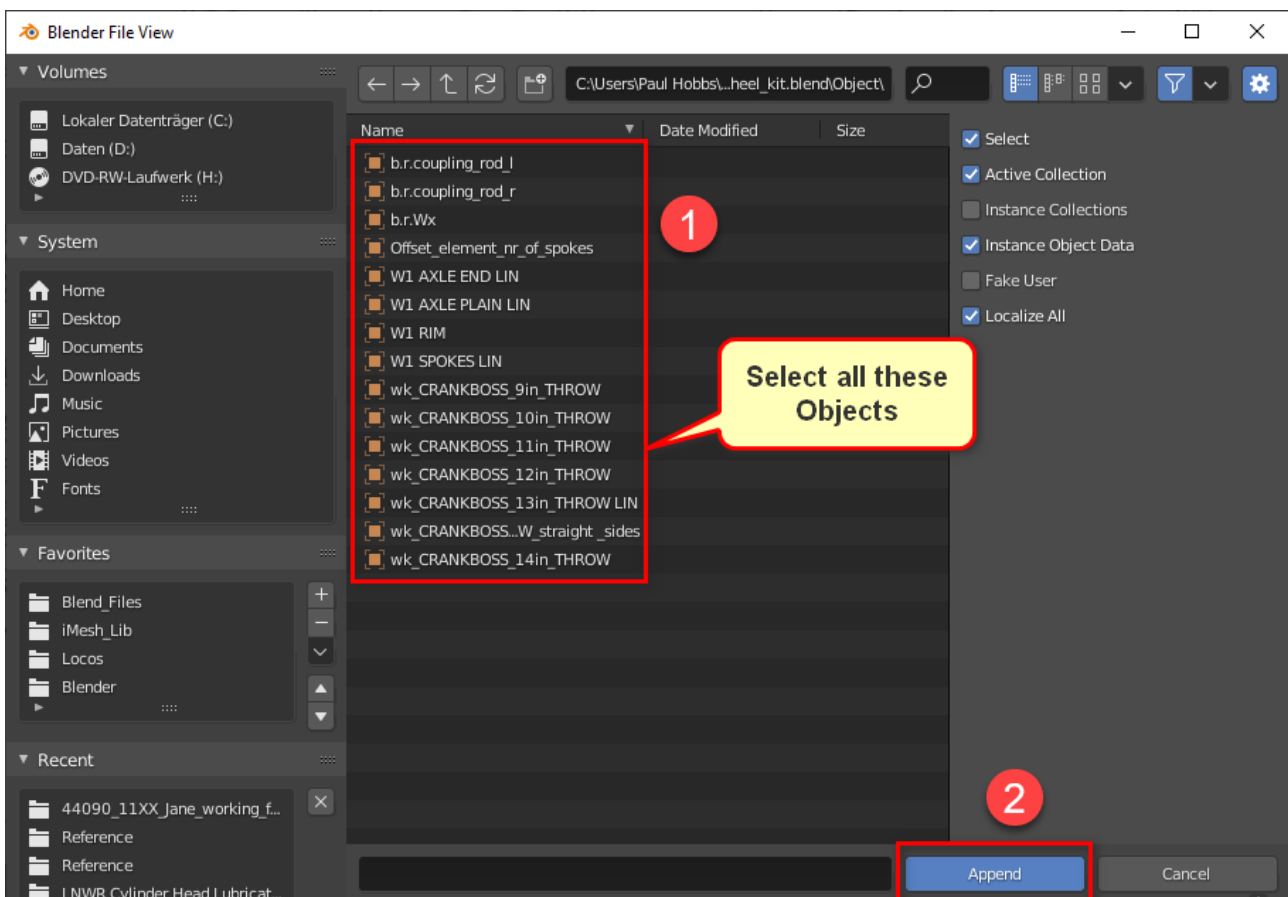 Blender File View
Volumes
Lokaler Datenträger (C:)
Daten (D:)
DVD-RW-Laufwerk (H:)
System
Home
Desktop
Documents
Downloads
Music
Pictures
Videos
Fonts
Favorites
Blend_Files
iMesh_Lib
Locos
Blender
Recent
44090_11XX_Jane_working_f...
Reference
Reference
LNWR Cylinder Head Lubricat...
C:\Users\Paul Hobbs\...heel_kit.blend\Object\
Name Date Modified Size
b.r.coupling_rod_l
b.r.coupling_rod_r
b.r.Wx
Offset_element_nr_of_spokes
W1 AXLE END LIN
W1 AXLE PLAIN LIN
W1 RIM
W1 SPOKES LIN
wk_CRANKBOSS_9in_THROW
wk_CRANKBOSS_10in_THROW
wk_CRANKBOSS_11in_THROW
wk_CRANKBOSS_12in_THROW
wk_CRANKBOSS_13in_THROW LIN
wk_CRANKBOSS...W_straight _sides
wk_CRANKBOSS_14in_THROW
1
Select all these
Objects
Select
Active Collection
Instance Collections
Instance Object Data
Fake User
Localize All
2
Append
Cancel